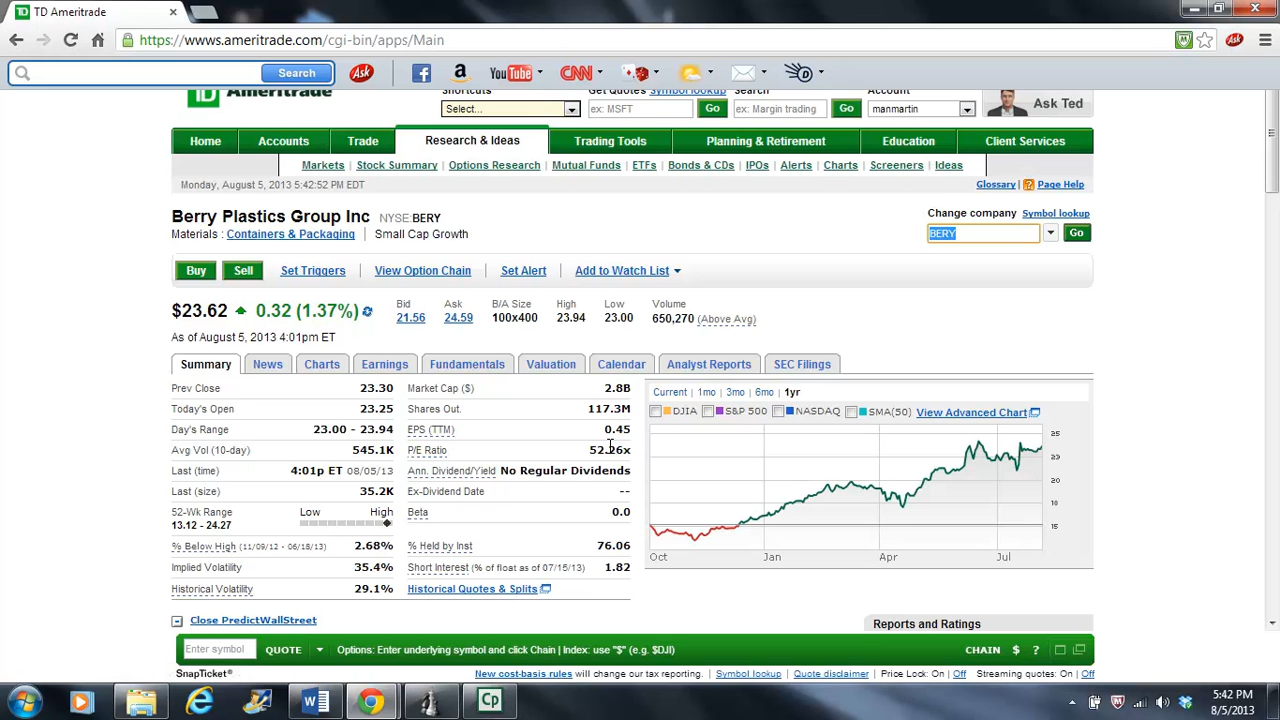 TD Ameritrade
https://wwws.ameritrade.com/cgi-bin/apps/Main
Search Ask YouTube CNN Ask
TD Ameritrade Shortcuts Get Quotes Symbol lookup Search Account
Select... ex: MSFT Go ex: Margin trading Go manmartin Ask Ted
Home Accounts Trade Research & Ideas Trading Tools Planning & Retirement Education Client Services
Markets Stock Summary Options Research Mutual Funds ETFs Bonds & CDs IPOs Alerts Charts Screeners Ideas
Monday, August 5, 2013 5:42:52 PM EDT Glossary | ? Page Help
Berry Plastics Group Inc NYSE:BERY Change company Symbol lookup
Materials : Containers & Packaging | Small Cap Growth BERY Go
Buy Sell Set Triggers | View Option Chain | Set Alert | Add to Watch List
Bid Ask B/A Size High Low Volume
$23.62 0.32 (1.37%) 21.56 24.59 100x400 23.94 23.00 650,270 (Above Avg)
As of August 5, 2013 4:01pm ET
Summary News Charts Earnings Fundamentals Valuation Calendar Analyst Reports SEC Filings
Prev Close 23.30 Market Cap ($) 2.8B Current | 1mo | 3mo | 6mo | 1yr
Today's Open 23.25 Shares Out. 117.3M DJIA S&P 500 NASDAQ SMA(50) View Advanced Chart
Day's Range 23.00 - 23.94 EPS (TTM) 0.45 25
Avg Vol (10-day) 545.1K P/E Ratio 52.26x
Last (time) 4:01p ET 08/05/13 Ann. Dividend/Yield No Regular Dividends 20
Last (size) 35.2K Ex-Dividend Date --
52-Wk Range Low High Beta 0.0
13.12 - 24.27 15
% Below High (11/09/12 - 06/18/13) 2.68% % Held by Inst 76.06 Oct Jan Apr Jul
Implied Volatility 35.4% Short Interest (% of float as of 07/15/13) 1.82
Historical Volatility 29.1% Historical Quotes & Splits
Close PredictWallStreet Reports and Ratings
Enter symbol QUOTE Options: Enter underlying symbol and click Chain | Index: use "$" (e.g. $DJI) CHAIN $ ?
SnapTicket® New cost-basis rules will change our tax reporting. Symbol lookup Quote disclaimer Price Lock: On | Off Streaming quotes: On | Off
W Cp 5:42 PM
8/5/2013